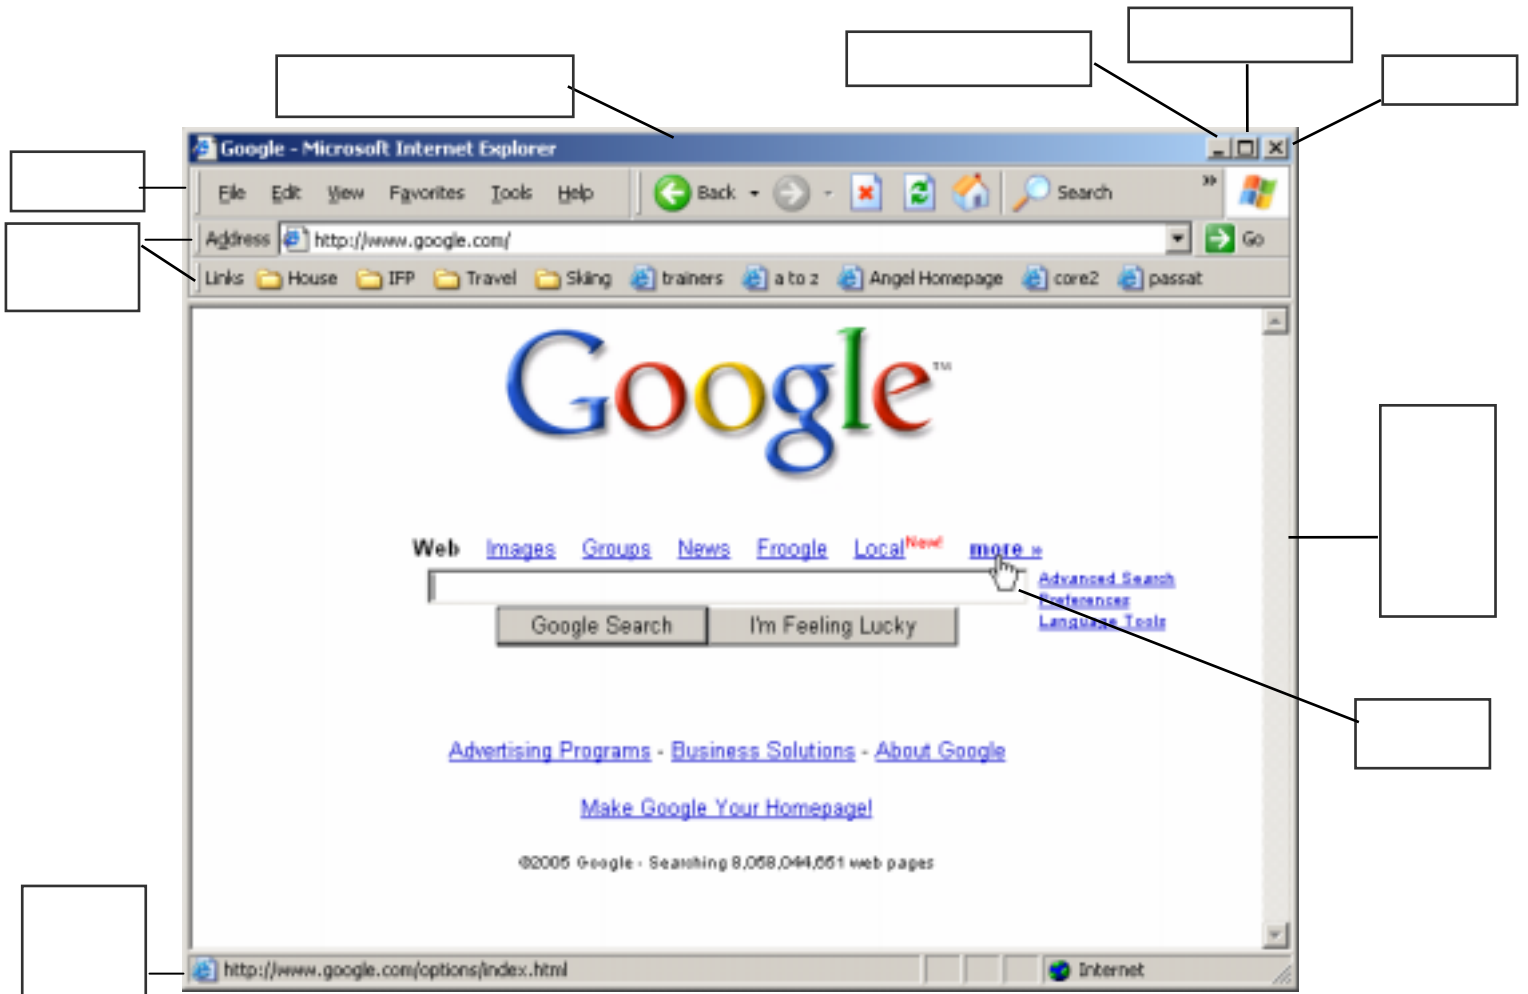 Google - Microsoft Internet Explorer
File Edit View Favorites Tools Help Back Search »
Address http://www.google.com/ Go
Links House IFP Travel Skiing trainers a to z Angel Homepage core2 passat
Google™
Web Images Groups News Froogle Local New! more »
Advanced Search
Preferences
Language Tools
Google Search I'm Feeling Lucky
Advertising Programs - Business Solutions - About Google
Make Google Your Homepage!
©2005 Google - Searching 8,058,044,651 web pages
http://www.google.com/options/index.html Internet